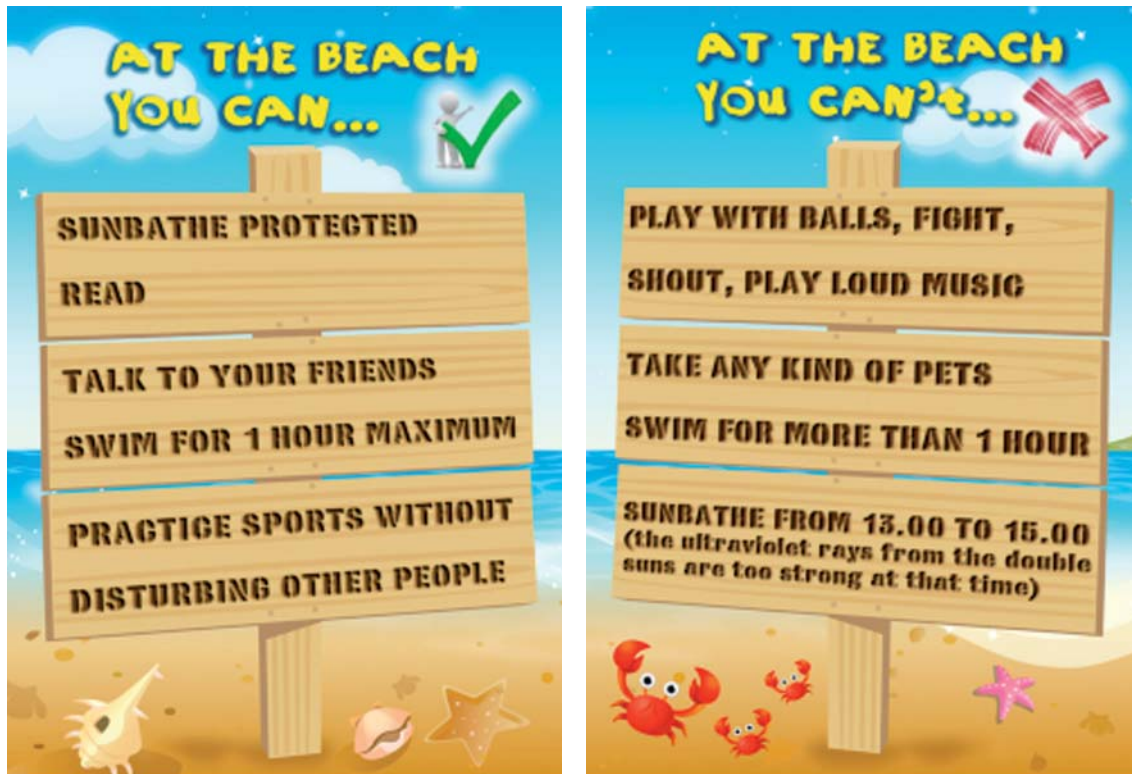 AT THE BEACH
YOU CAN...
SUNBATHE PROTECTED
READ
TALK TO YOUR FRIENDS
SWIM FOR 1 HOUR MAXIMUM
PRACTICE SPORTS WITHOUT
DISTURBING OTHER PEOPLE
AT THE BEACH
YOU CAN't...
PLAY WITH BALLS, FIGHT,
SHOUT, PLAY LOUD MUSIC
TAKE ANY KIND OF PETS
SWIM FOR MORE THAN 1 HOUR
SUNBATHE FROM 13.00 TO 15.00
(the ultraviolet rays from the double
suns are too strong at that time)